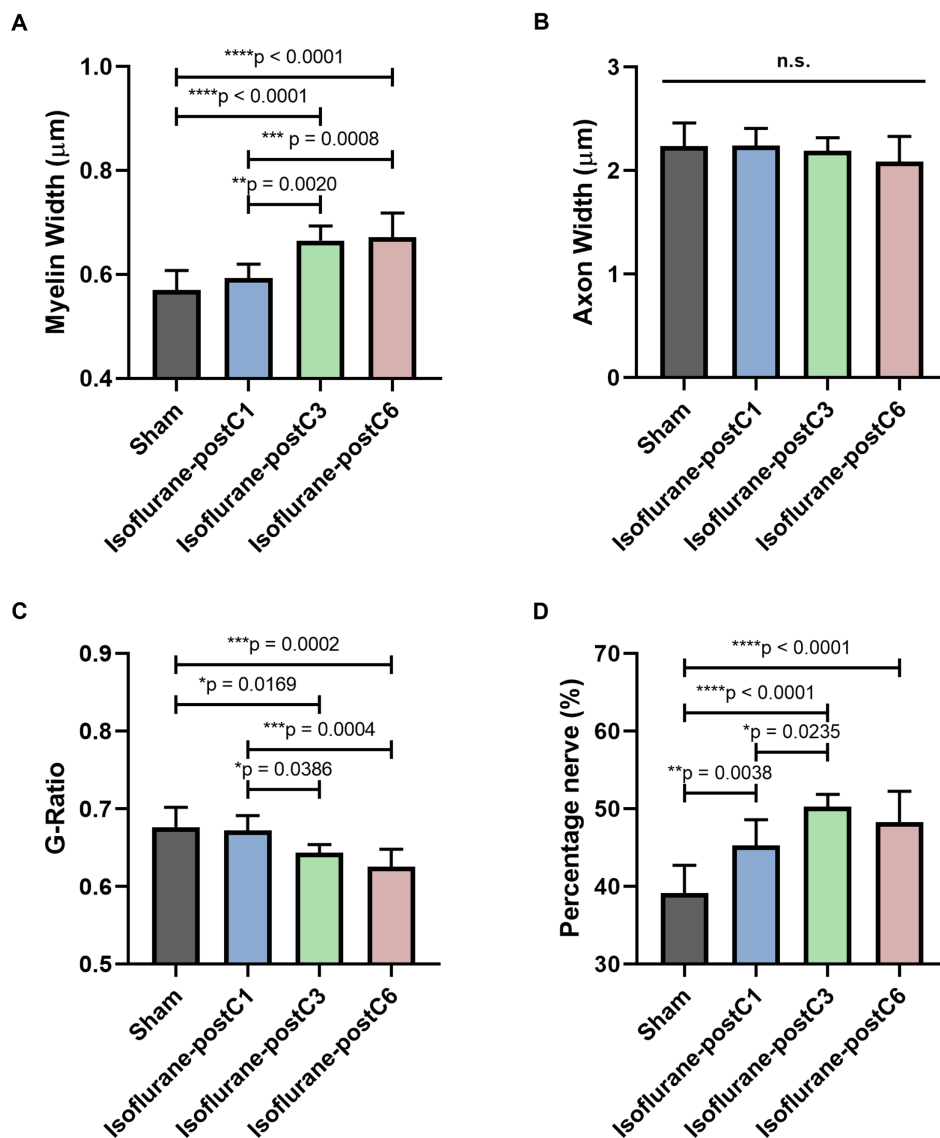 A
****p < 0.0001
****p < 0.0001
*** p = 0.0008
**p = 0.0020
1.0
0.8
0.6
0.4
Myelin Width (μm)
Sham
Isoflurane-postC1
Isoflurane-postC3
Isoflurane-postC6
B
n.s.
3
2
1
0
Axon Width (μm)
Sham
Isoflurane-postC1
Isoflurane-postC3
Isoflurane-postC6
C
***p = 0.0002
*p = 0.0169
***p = 0.0004
*p = 0.0386
0.9
0.8
0.7
0.6
0.5
G-Ratio
Sham
Isoflurane-postC1
Isoflurane-postC3
Isoflurane-postC6
D
****p < 0.0001
****p < 0.0001
*p = 0.0235
**p = 0.0038
70
60
50
40
30
Percentage nerve (%)
Sham
Isoflurane-postC1
Isoflurane-postC3
Isoflurane-postC6